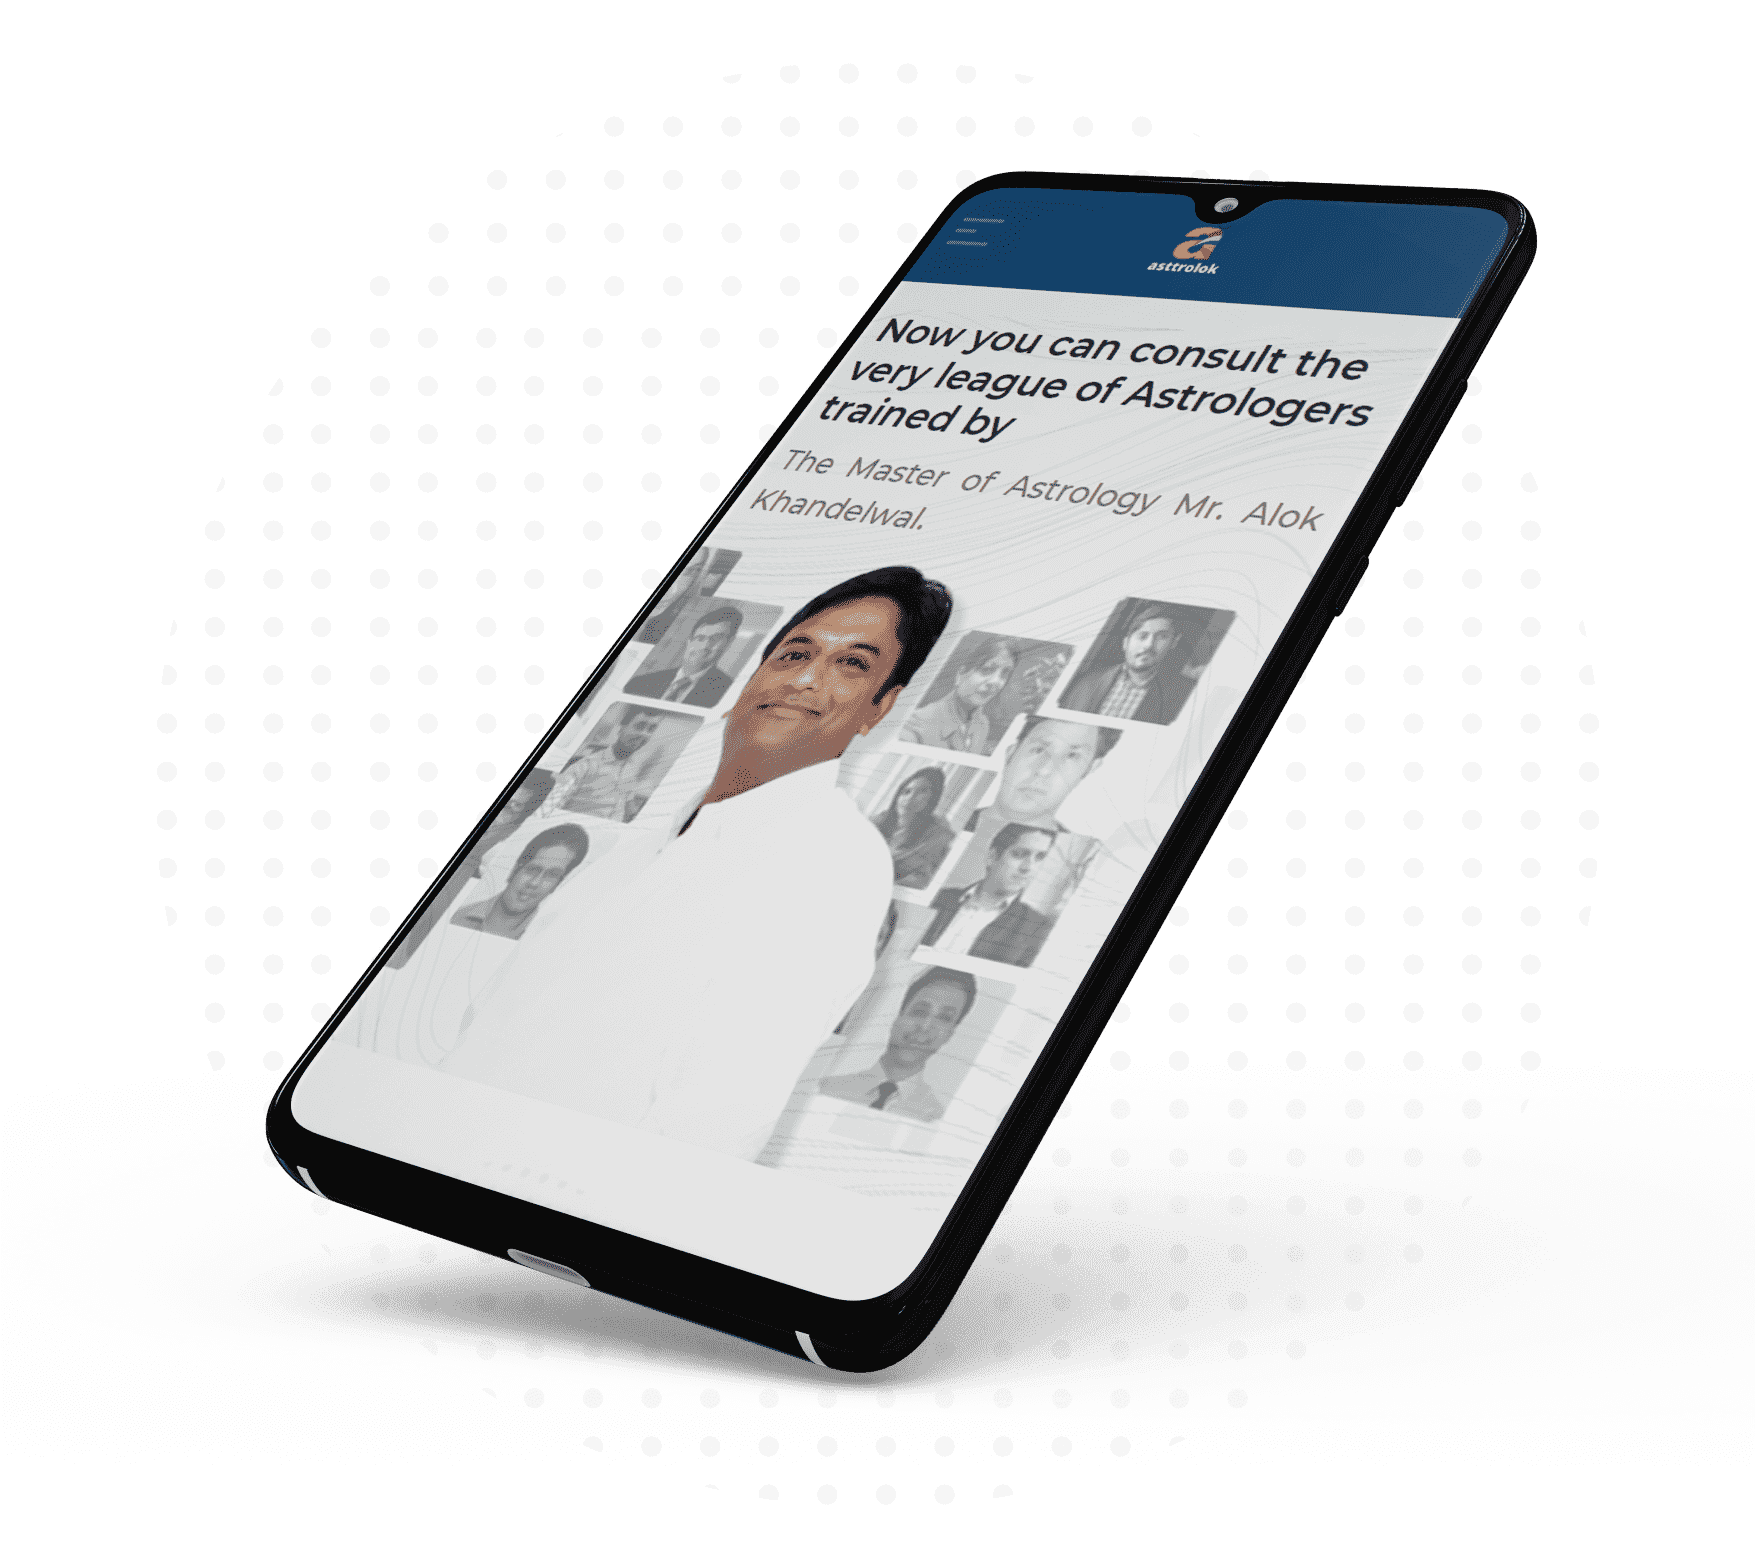 asttrolok
Now you can consult the
very league of Astrologers
trained by
The Master of Astrology Mr. Alok
Khandelwal.